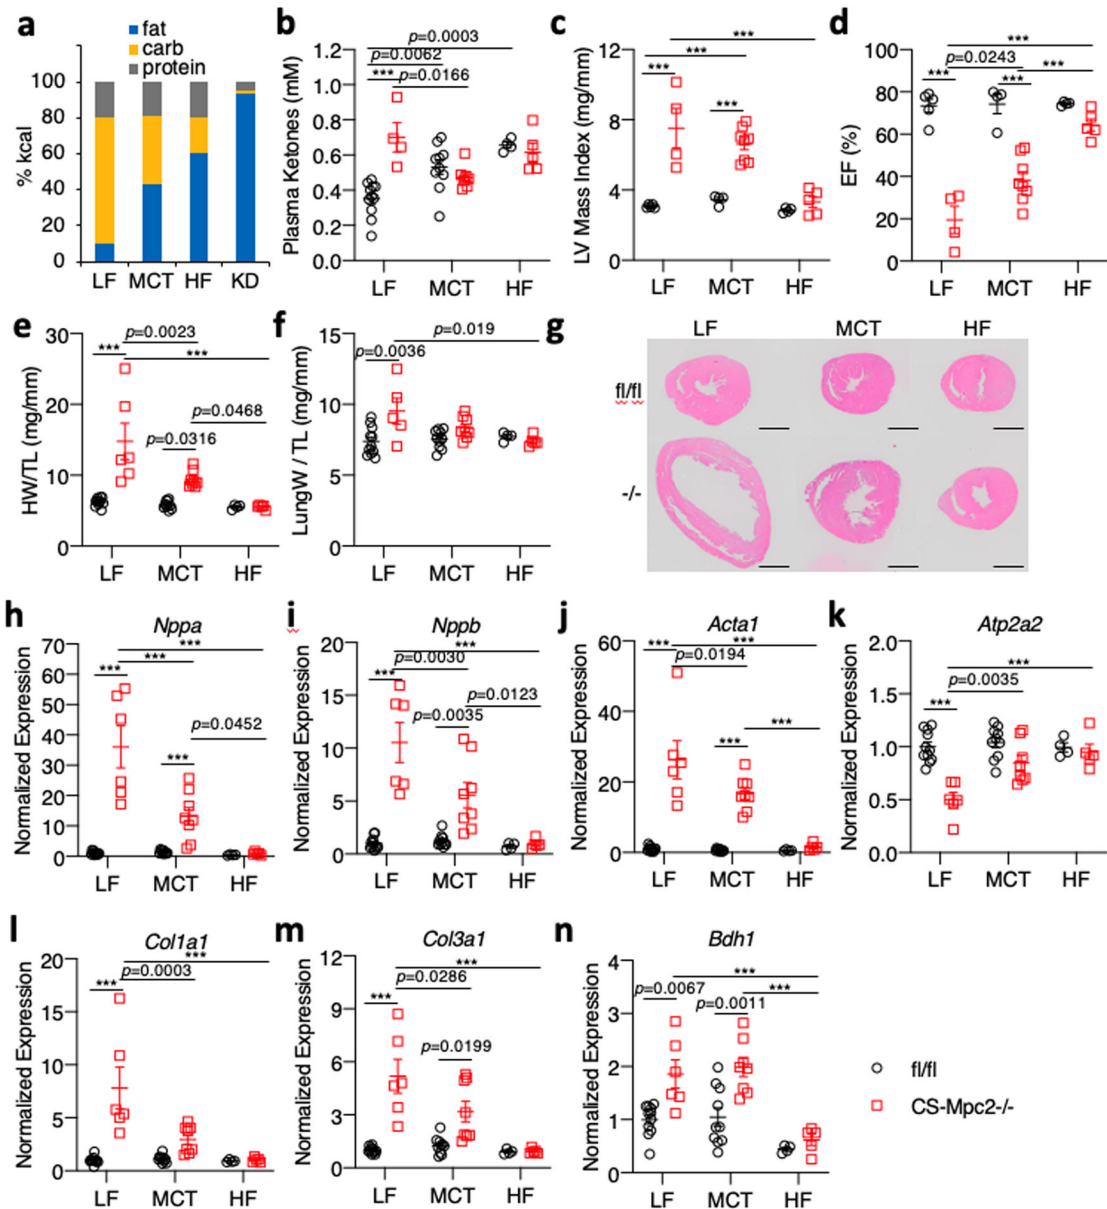 a
fat
carb
protein
% kcal
100
80
60
40
20
0
LF MCT HF KD
b
Plasma Ketones (mM)
1.2
0.9
0.6
0.4
0.2
0.0
p=0.0003
p=0.0062
*** p=0.0166
LF MCT HF
c
LV Mass Index (mg/mm)
12
8
4
0
***
***
***
***
LF MCT HF
d
EF (%)
100
80
60
40
20
0
***
p=0.0243
*** ***
***
LF MCT HF
e
HW/TL (mg/mm)
30
20
10
0
p=0.0023
*** ***
p=0.0468
p=0.0316
LF MCT HF
f
LungW / TL (mg/mm)
15
10
5
0
p=0.019
p=0.0036
LF MCT HF
g
LF MCT HF
fl/fl
-/-
h
Nppa
Normalized Expression
70
60
50
40
30
20
10
0
***
***
***
p=0.0452
***
LF MCT HF
i
Nppb
Normalized Expression
20
15
10
5
0
***
p=0.0030
***
p=0.0123
p=0.0035
LF MCT HF
j
Acta1
Normalized Expression
60
40
20
0
*** ***
p=0.0194
***
***
LF MCT HF
k
Atp2a2
Normalized Expression
2.0
1.5
1.0
0.5
0.0
***
p=0.0035
***
LF MCT HF
l
Col1a1
Normalized Expression
20
15
10
5
0
***
p=0.0003
***
LF MCT HF
m
Col3a1
Normalized Expression
12
9
6
3
0
***
p=0.0286
***
p=0.0199
LF MCT HF
n
Bdh1
Normalized Expression
4
3
2
1
0
***
p=0.0067 ***
p=0.0011
LF MCT HF
fl/fl
CS-Mpc2-/-